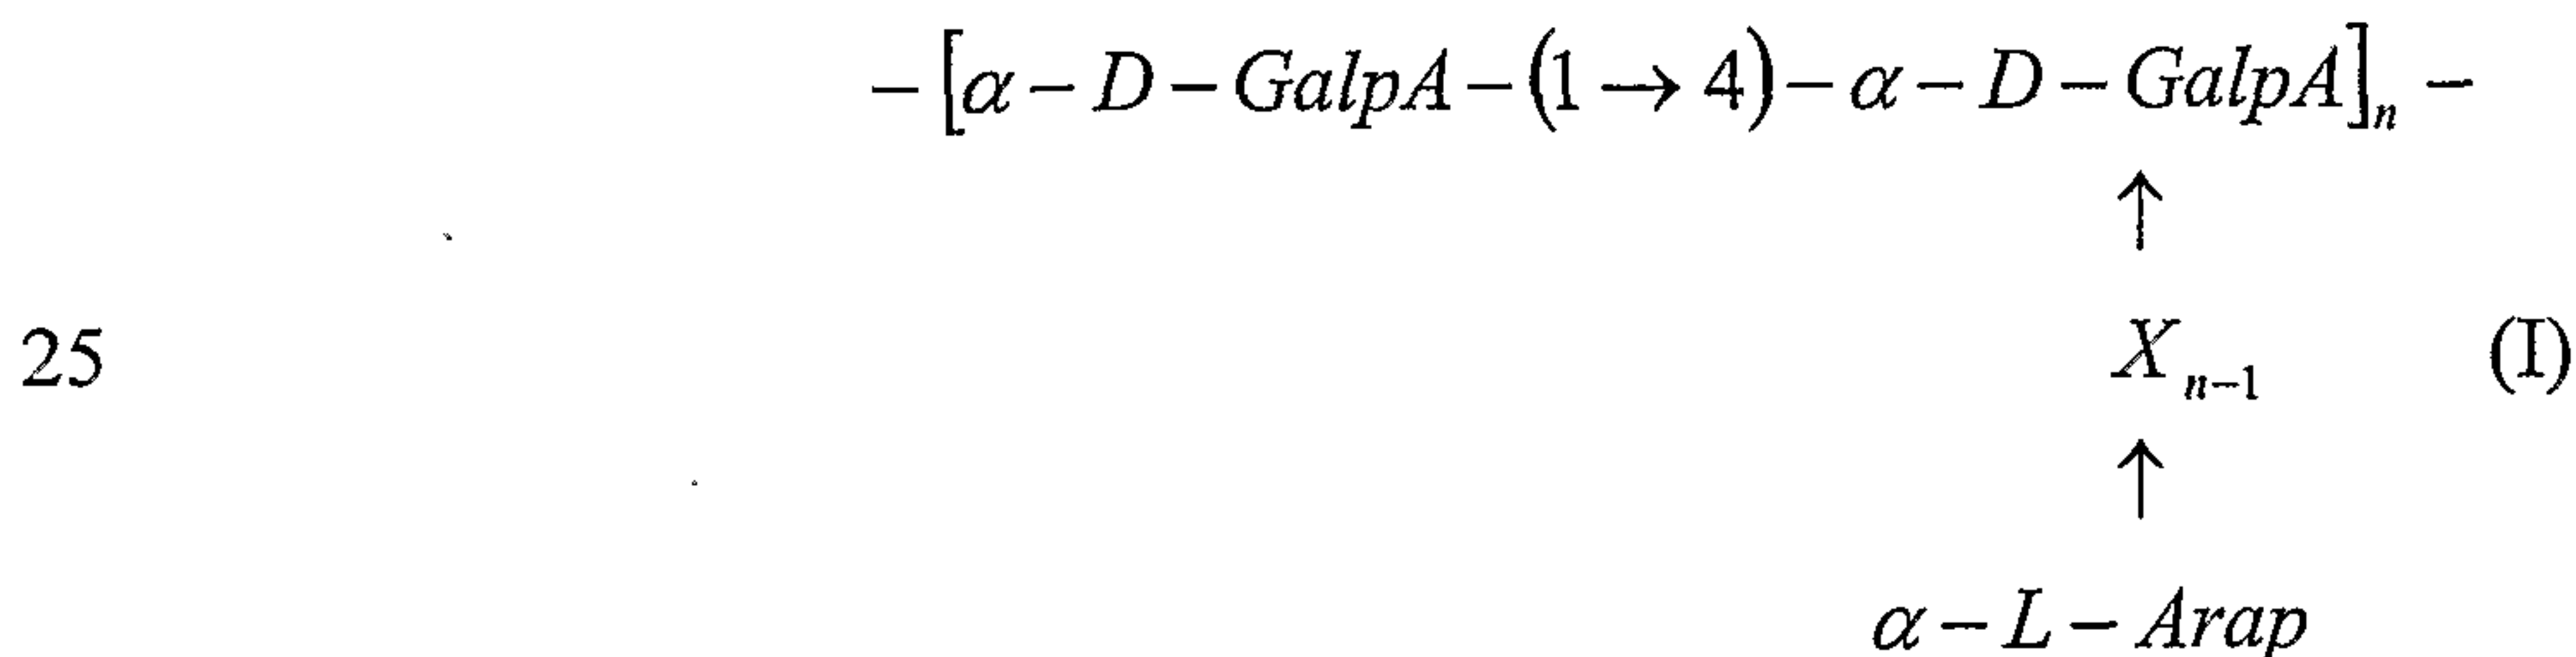 − [α − D − GalpA − (1 → 4) − α − D − GalpA]ₙ −
↑
25 Xₙ₋₁ (I)
↑
α − L − Arap